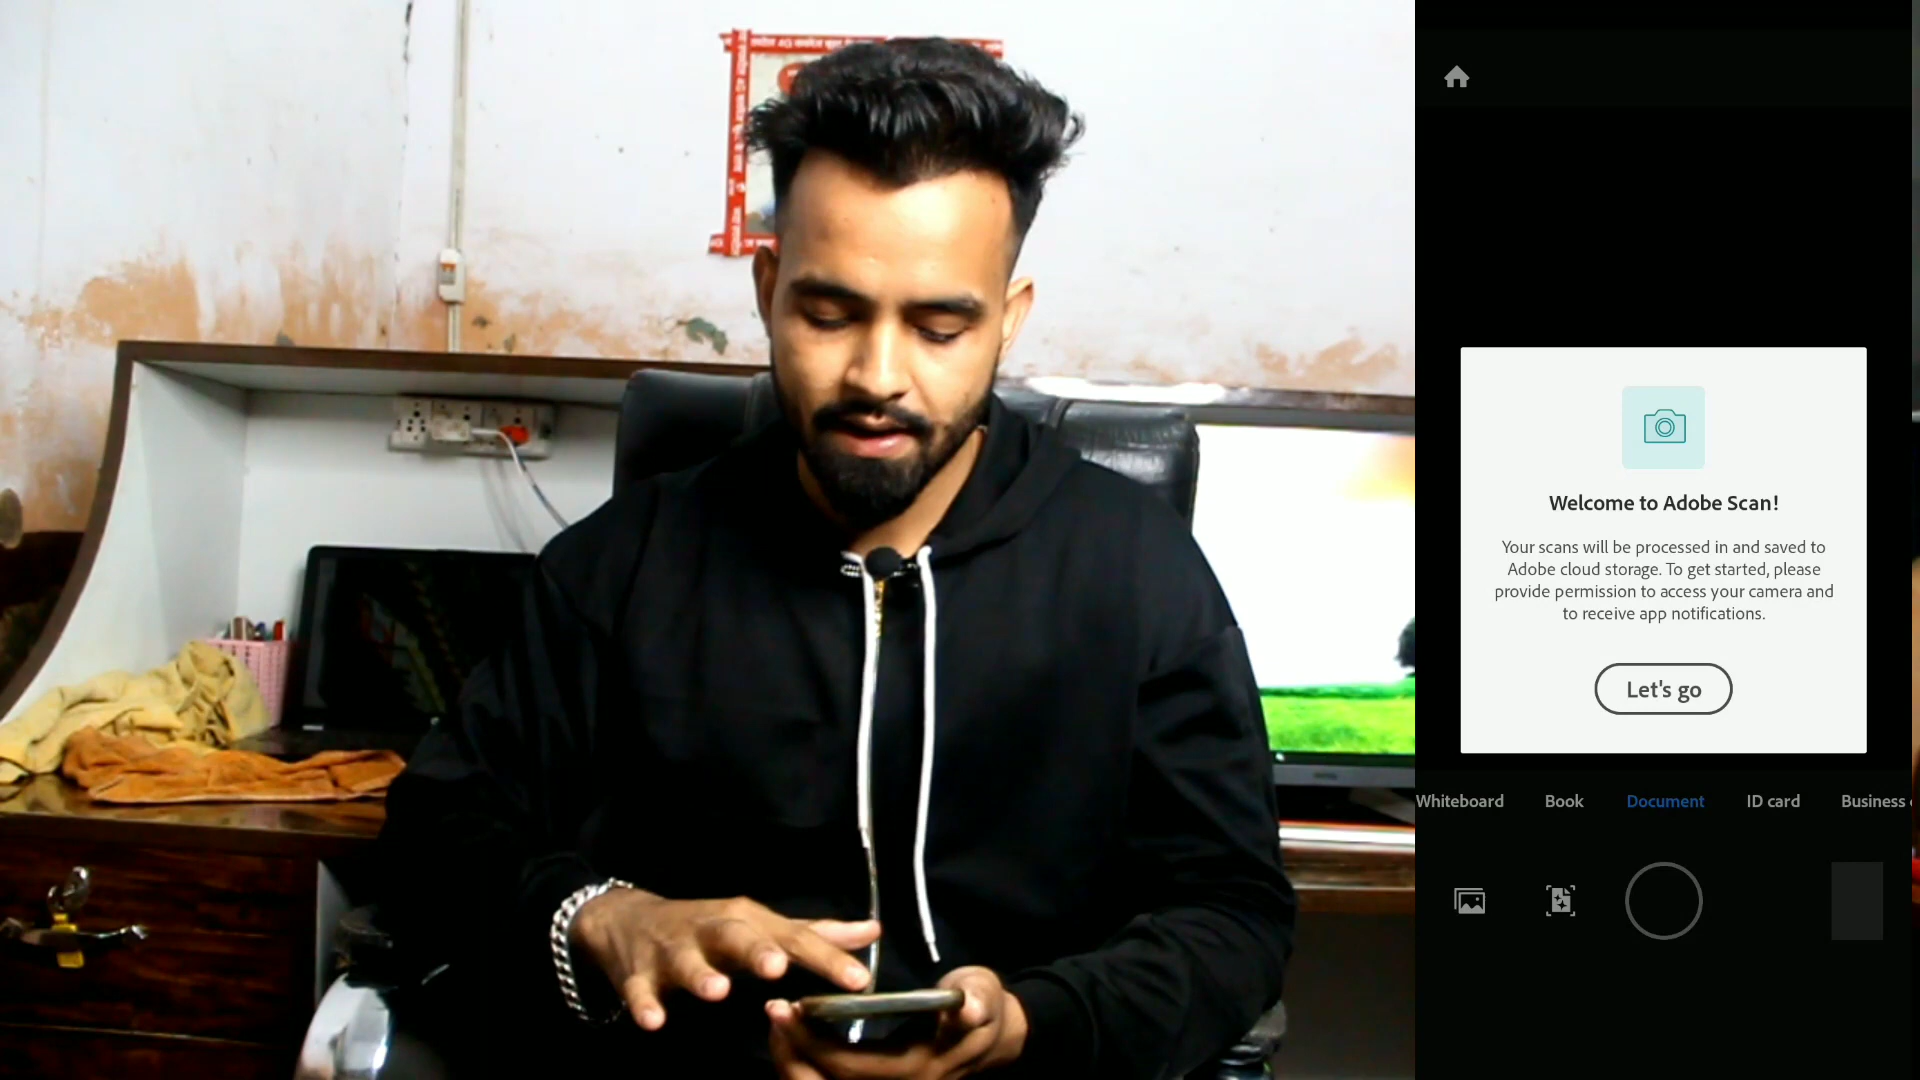 Welcome to Adobe Scan!
Your scans will be processed in and saved to
Adobe cloud storage. To get started, please
provide permission to access your camera and
to receive app notifications.
Let's go
Whiteboard
Book
Document
ID card
Business